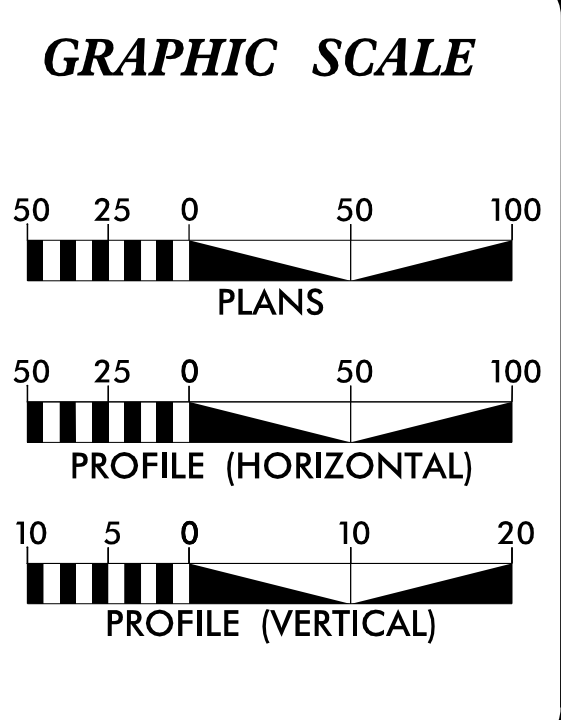 GRAPHIC SCALE
50 25 0 50 100
PLANS
50 25 0 50 100
PROFILE (HORIZONTAL)
10 5 0 10 20
PROFILE (VERTICAL)